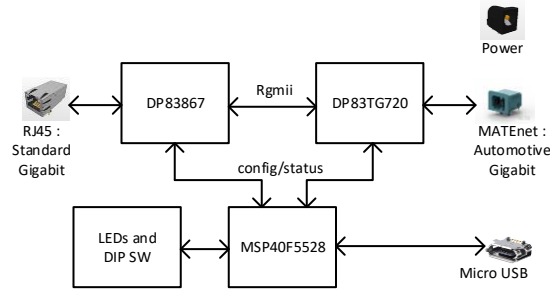 Power
DP83867
Rgmii
DP83TG720
RJ45 :
Standard
Gigabit
MATEnet :
Automotive
Gigabit
config/status
LEDs and
DIP SW
MSP40F5528
Micro USB